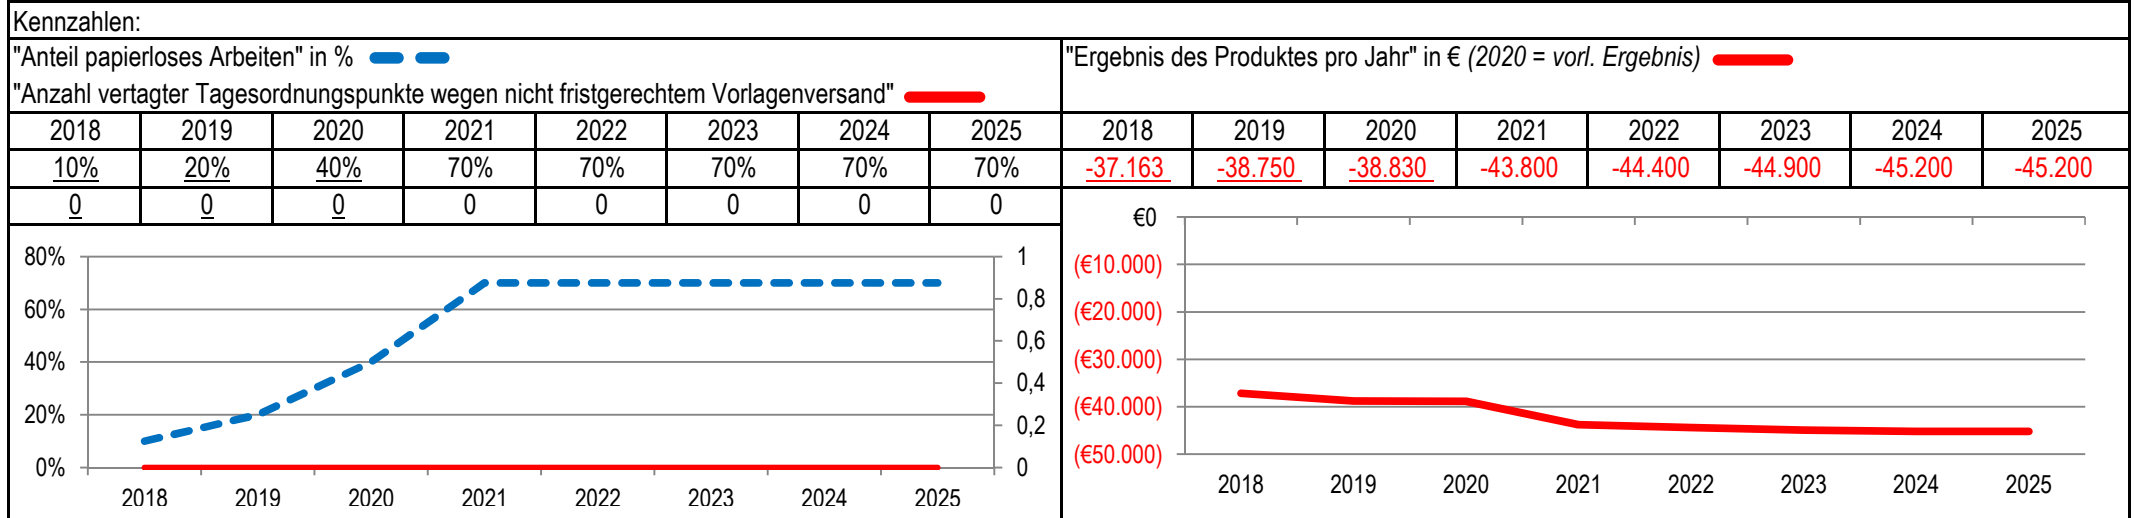 Kennzahlen:
"Anteil papierloses Arbeiten" in %
"Anzahl vertagter Tagesordnungspunkte wegen nicht fristgerechtem Vorlagenversand"
2018 2019 2020 2021 2022 2023 2024 2025
10% 20% 40% 70% 70% 70% 70% 70%
0 0 0 0 0 0 0 0
80%
60%
40%
20%
0%
1
0,8
0,6
0,4
0,2
0
2018 2019 2020 2021 2022 2023 2024 2025
"Ergebnis des Produktes pro Jahr" in € (2020 = vorl. Ergebnis)
2018 2019 2020 2021 2022 2023 2024 2025
-37.163 -38.750 -38.830 -43.800 -44.400 -44.900 -45.200 -45.200
€0
(€10.000)
(€20.000)
(€30.000)
(€40.000)
(€50.000)
2018 2019 2020 2021 2022 2023 2024 2025